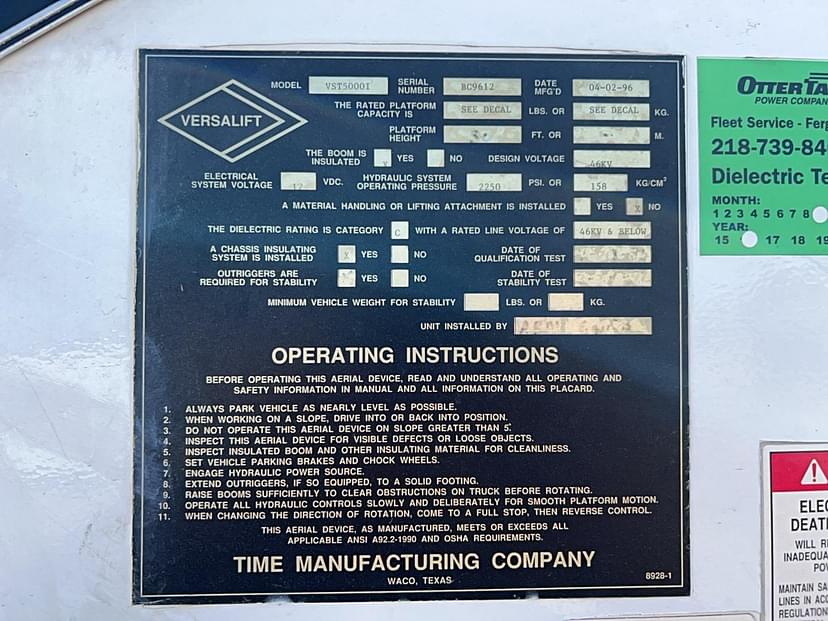 VERSALIFT
MODEL VST5000I SERIAL NUMBER BC9612 DATE MFG'D 04-02-96
THE RATED PLATFORM CAPACITY IS SEE DECAL LBS. OR SEE DECAL KG.
PLATFORM HEIGHT FT. OR M.
THE BOOM IS INSULATED X YES NO DESIGN VOLTAGE 46KV
ELECTRICAL SYSTEM VOLTAGE 12 VDC. HYDRAULIC SYSTEM OPERATING PRESSURE 2250 PSI. OR 158 KG/CM²
A MATERIAL HANDLING OR LIFTING ATTACHMENT IS INSTALLED YES X NO
THE DIELECTRIC RATING IS CATEGORY C WITH A RATED LINE VOLTAGE OF 46KV & BELOW
A CHASSIS INSULATING SYSTEM IS INSTALLED X YES NO DATE OF QUALIFICATION TEST
OUTRIGGERS ARE REQUIRED FOR STABILITY YES NO DATE OF STABILITY TEST
MINIMUM VEHICLE WEIGHT FOR STABILITY LBS. OR KG.
UNIT INSTALLED BY
OPERATING INSTRUCTIONS
BEFORE OPERATING THIS AERIAL DEVICE, READ AND UNDERSTAND ALL OPERATING AND
SAFETY INFORMATION IN MANUAL AND ALL INFORMATION ON THIS PLACARD.
1. ALWAYS PARK VEHICLE AS NEARLY LEVEL AS POSSIBLE.
2. WHEN WORKING ON A SLOPE, DRIVE INTO OR BACK INTO POSITION.
3. DO NOT OPERATE THIS AERIAL DEVICE ON SLOPE GREATER THAN 5°.
4. INSPECT THIS AERIAL DEVICE FOR VISIBLE DEFECTS OR LOOSE OBJECTS.
5. INSPECT INSULATED BOOM AND OTHER INSULATING MATERIAL FOR CLEANLINESS.
6. SET VEHICLE PARKING BRAKES AND CHOCK WHEELS.
7. ENGAGE HYDRAULIC POWER SOURCE.
8. EXTEND OUTRIGGERS, IF SO EQUIPPED, TO A SOLID FOOTING.
9. RAISE BOOMS SUFFICIENTLY TO CLEAR OBSTRUCTIONS ON TRUCK BEFORE ROTATING.
10. OPERATE ALL HYDRAULIC CONTROLS SLOWLY AND DELIBERATELY FOR SMOOTH PLATFORM MOTION.
11. WHEN CHANGING THE DIRECTION OF ROTATION, COME TO A FULL STOP, THEN REVERSE CONTROL.
THIS AERIAL DEVICE, AS MANUFACTURED, MEETS OR EXCEEDS ALL
APPLICABLE ANSI A92.2-1990 AND OSHA REQUIREMENTS.
TIME MANUFACTURING COMPANY
WACO, TEXAS
8928-1
OTTER TA
POWER COMPAN
Fleet Service - Fer
218-739-84
Dielectric Te
MONTH:
1 2 3 4 5 6 7 8
YEAR:
15 17 18 19
ELEC
DEAT
WILL R
INADEQUA
PO
MAINTAIN SA
LINES IN ACC
REGULATIONS